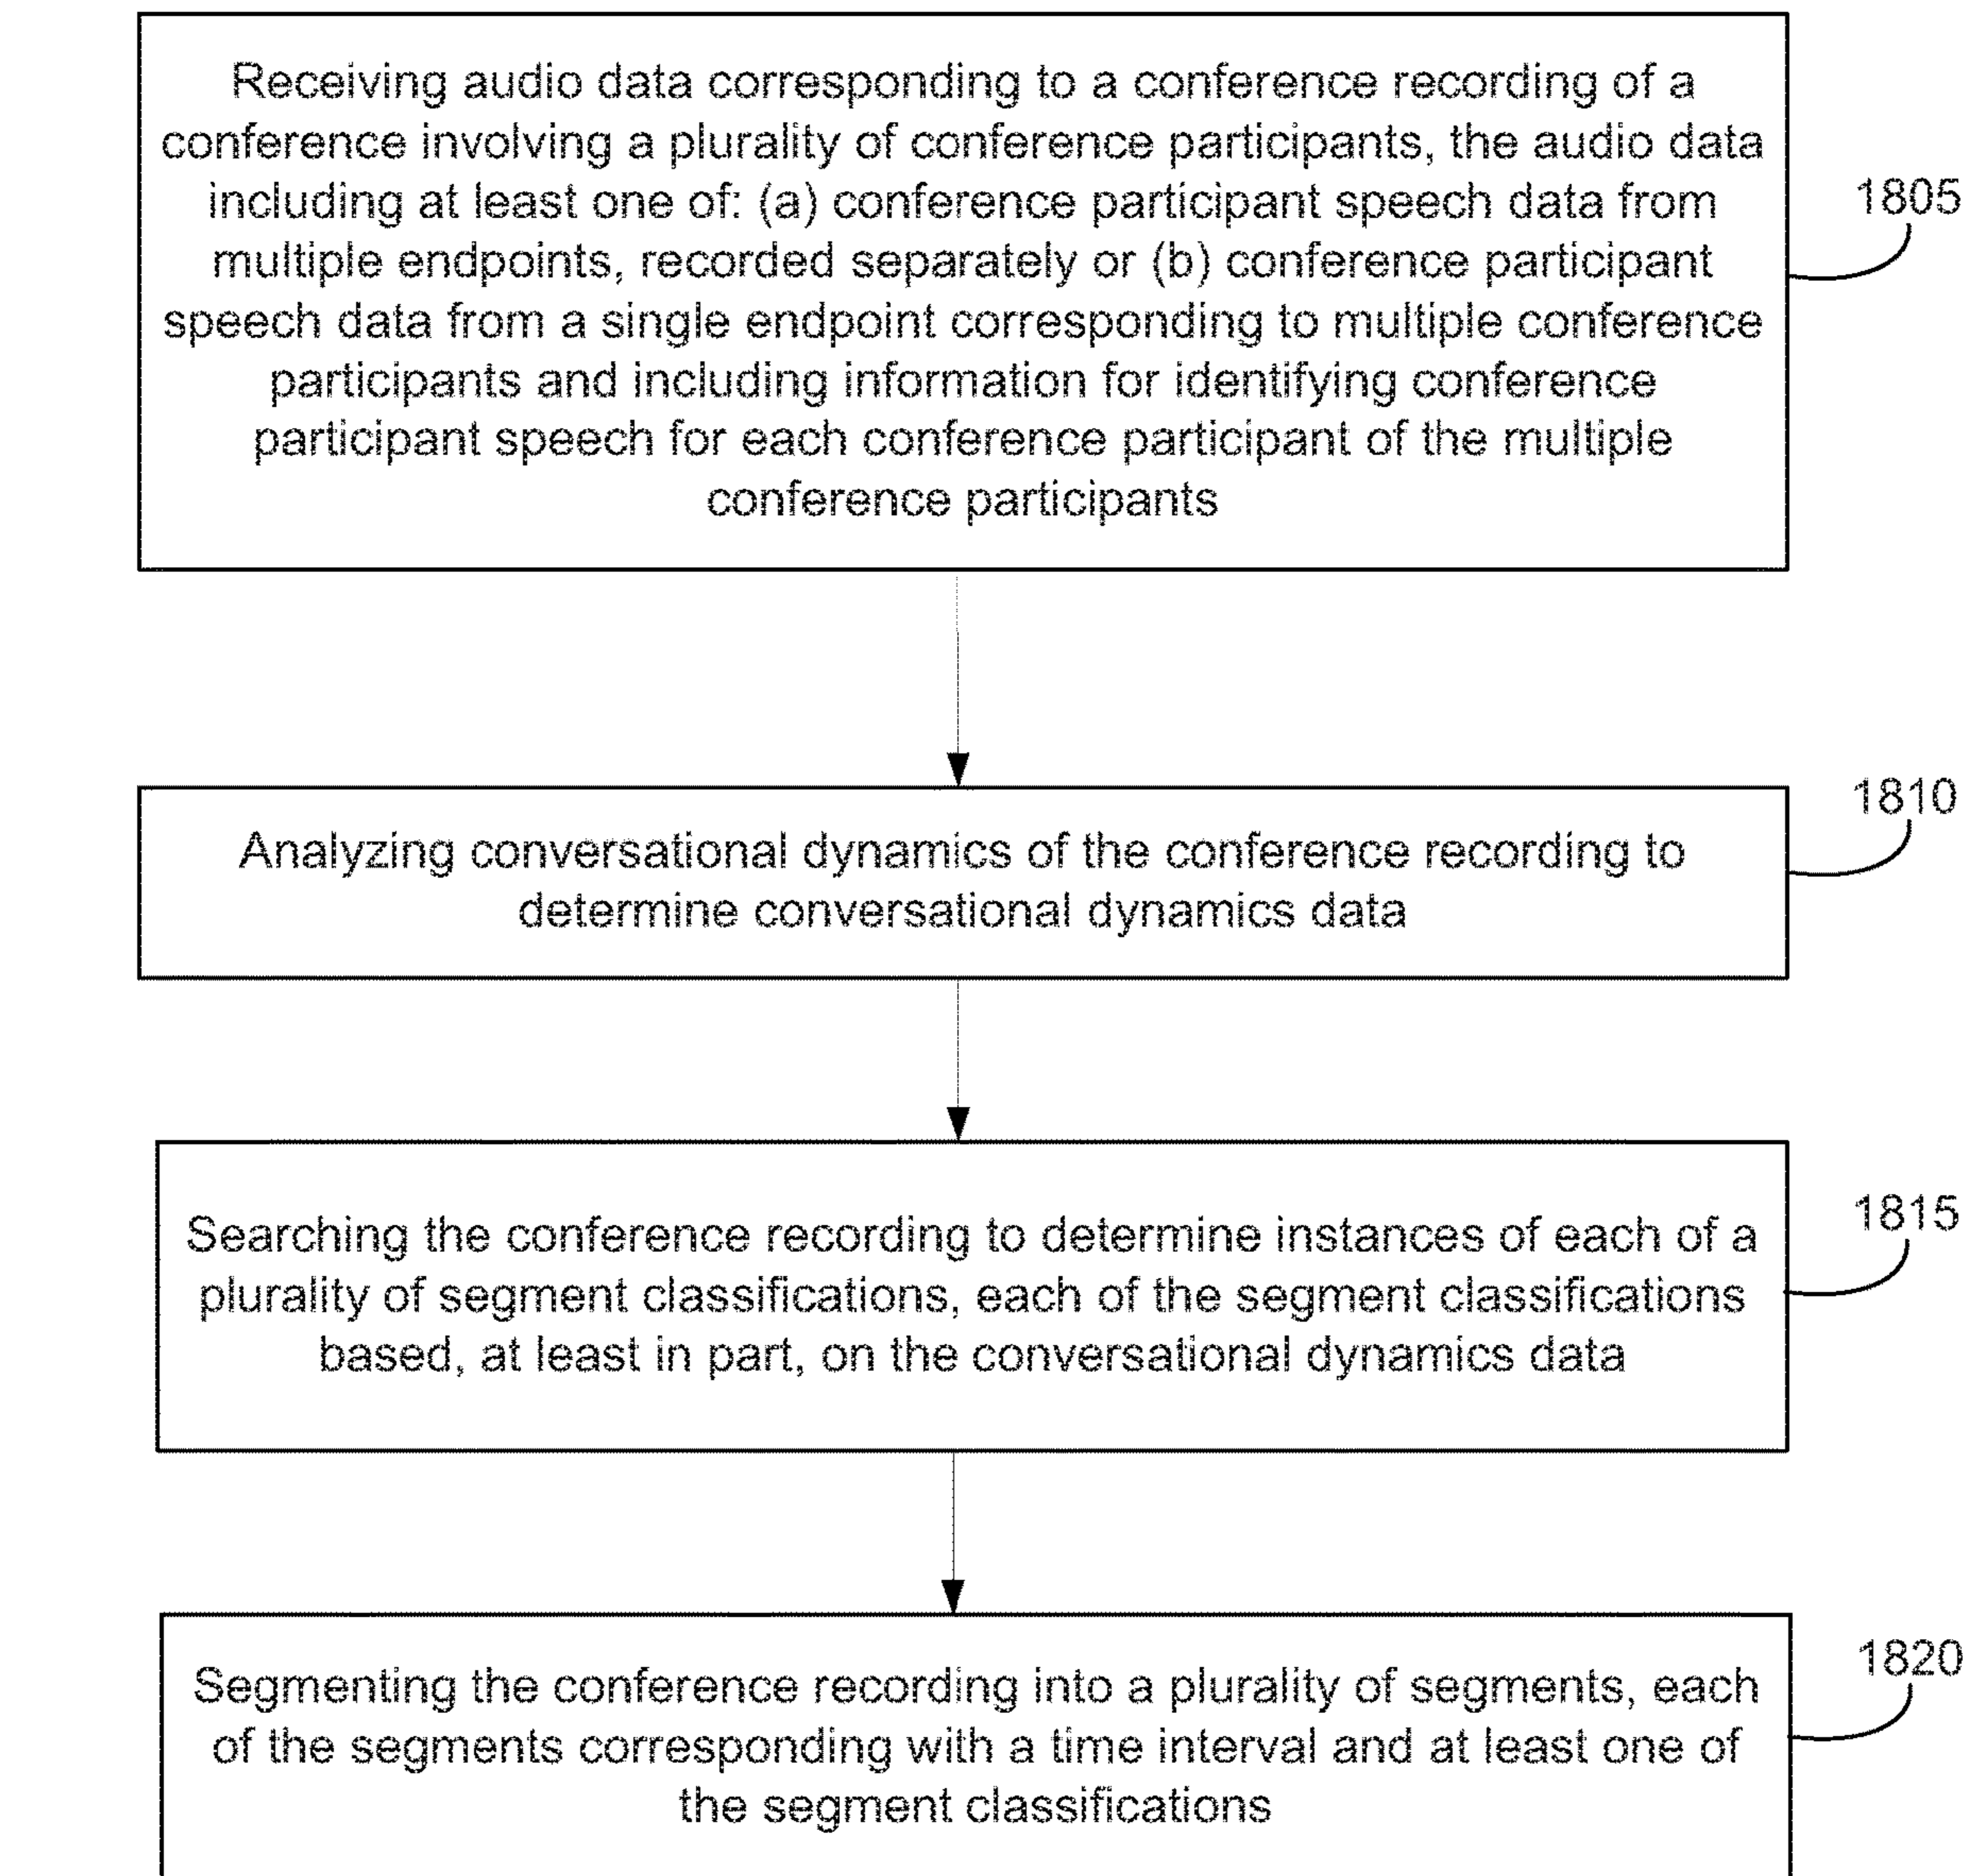 Receiving audio data corresponding to a conference recording of a
conference involving a plurality of conference participants, the audio data
including at least one of: (a) conference participant speech data from
multiple endpoints, recorded separately or (b) conference participant
speech data from a single endpoint corresponding to multiple conference
participants and including information for identifying conference
participant speech for each conference participant of the multiple
conference participants
1805
Analyzing conversational dynamics of the conference recording to
determine conversational dynamics data
1810
Searching the conference recording to determine instances of each of a
plurality of segment classifications, each of the segment classifications
based, at least in part, on the conversational dynamics data
1815
Segmenting the conference recording into a plurality of segments, each
of the segments corresponding with a time interval and at least one of
the segment classifications
1820